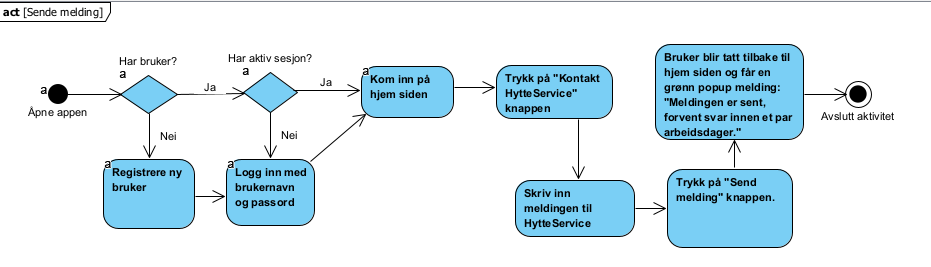 act [Sende melding]
Har bruker?
a
Har aktiv sesjon?
a
a
Åpne appen
Ja
Ja
a
Kom inn på
hjem siden
Trykk på "Kontakt
HytteService"
knappen
Bruker blir tatt tilbake til
hjem siden og får en
grønn popup melding:
"Meldingen er sent,
forvent svar innen et par
arbeidsdager."
Avslutt aktivitet
Nei
Nei
a
Registrere ny
bruker
a
Logg inn med
brukernavn
og passord
Skriv inn
meldingen til
HytteService
Trykk på "Send
melding" knappen.